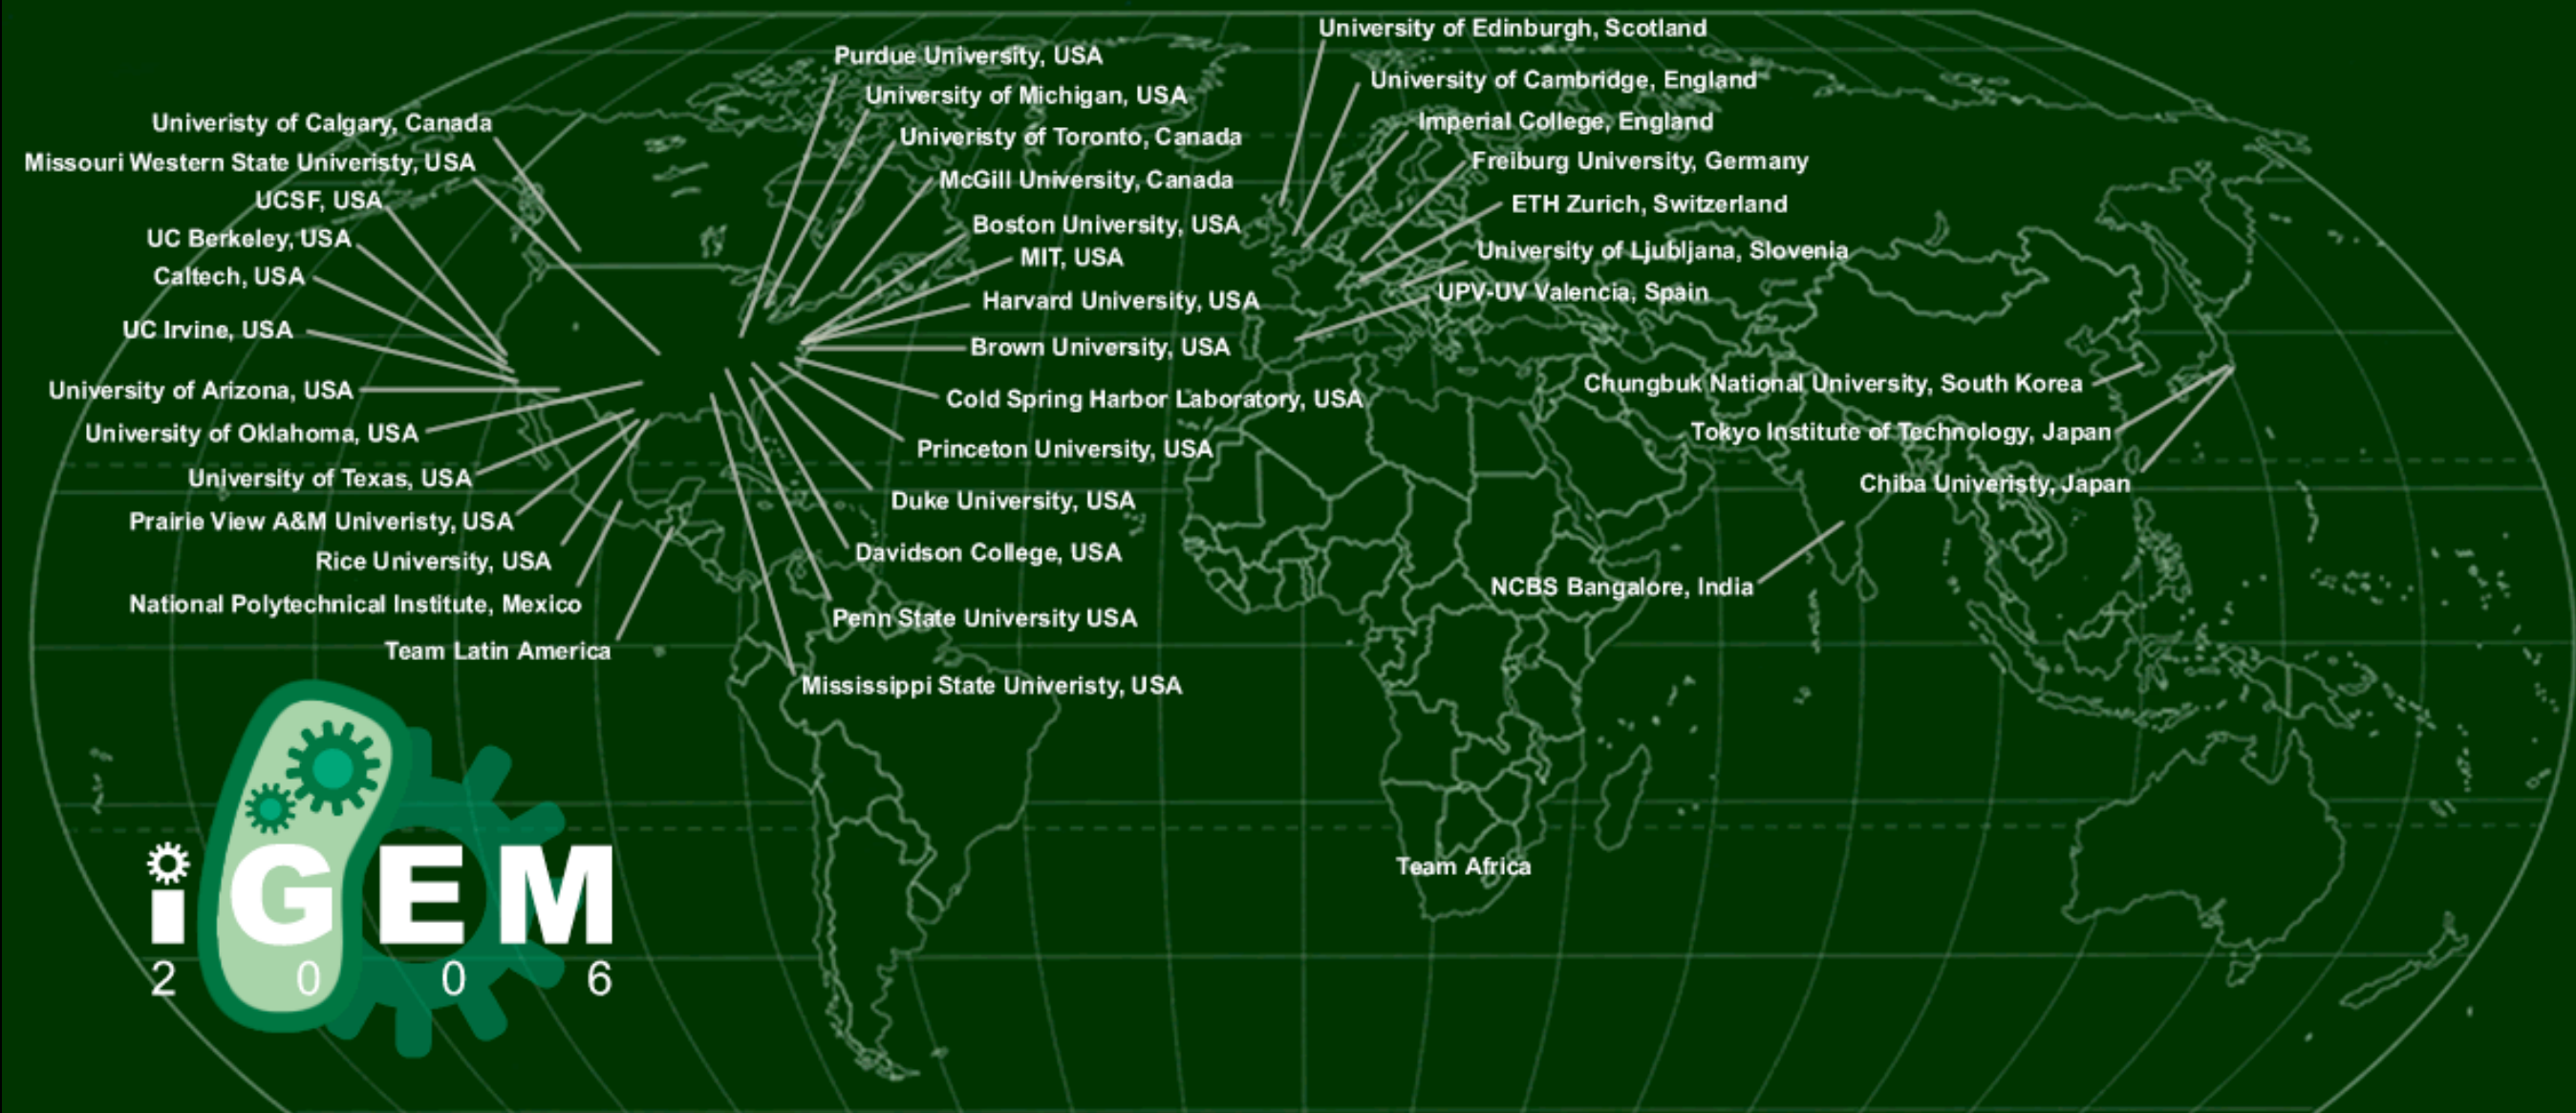 Univeristy of Calgary, Canada
Missouri Western State Univeristy, USA
UCSF, USA
UC Berkeley, USA
Caltech, USA
UC Irvine, USA
University of Arizona, USA
University of Oklahoma, USA
University of Texas, USA
Prairie View A&M Univeristy, USA
Rice University, USA
National Polytechnical Institute, Mexico
Team Latin America
Purdue University, USA
University of Michigan, USA
Univeristy of Toronto, Canada
McGill University, Canada
Boston University, USA
MIT, USA
Harvard University, USA
Brown University, USA
Cold Spring Harbor Laboratory, USA
Princeton University, USA
Duke University, USA
Davidson College, USA
Penn State University USA
Mississippi State Univeristy, USA
University of Edinburgh, Scotland
University of Cambridge, England
Imperial College, England
Freiburg University, Germany
ETH Zurich, Switzerland
University of Ljubljana, Slovenia
UPV-UV Valencia, Spain
Chungbuk National University, South Korea
Tokyo Institute of Technology, Japan
Chiba Univeristy, Japan
NCBS Bangalore, India
Team Africa
iGEM
2006